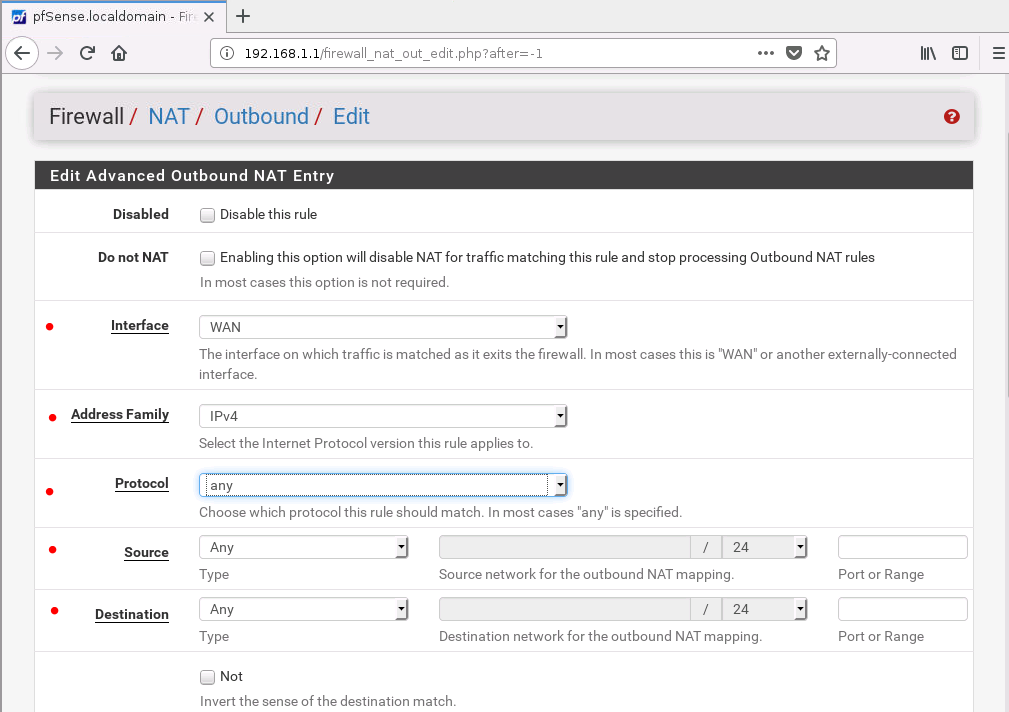 pfSense.localdomain - Fire
192.168.1.1/firewall_nat_out_edit.php?after=-1
Firewall / NAT / Outbound / Edit
Edit Advanced Outbound NAT Entry
Disabled Disable this rule
Do not NAT Enabling this option will disable NAT for traffic matching this rule and stop processing Outbound NAT rules
In most cases this option is not required.
Interface WAN
The interface on which traffic is matched as it exits the firewall. In most cases this is "WAN" or another externally-connected
interface.
Address Family IPv4
Select the Internet Protocol version this rule applies to.
Protocol any
Choose which protocol this rule should match. In most cases "any" is specified.
Source Any / 24
Type Source network for the outbound NAT mapping. Port or Range
Destination Any / 24
Type Destination network for the outbound NAT mapping. Port or Range
Not
Invert the sense of the destination match.